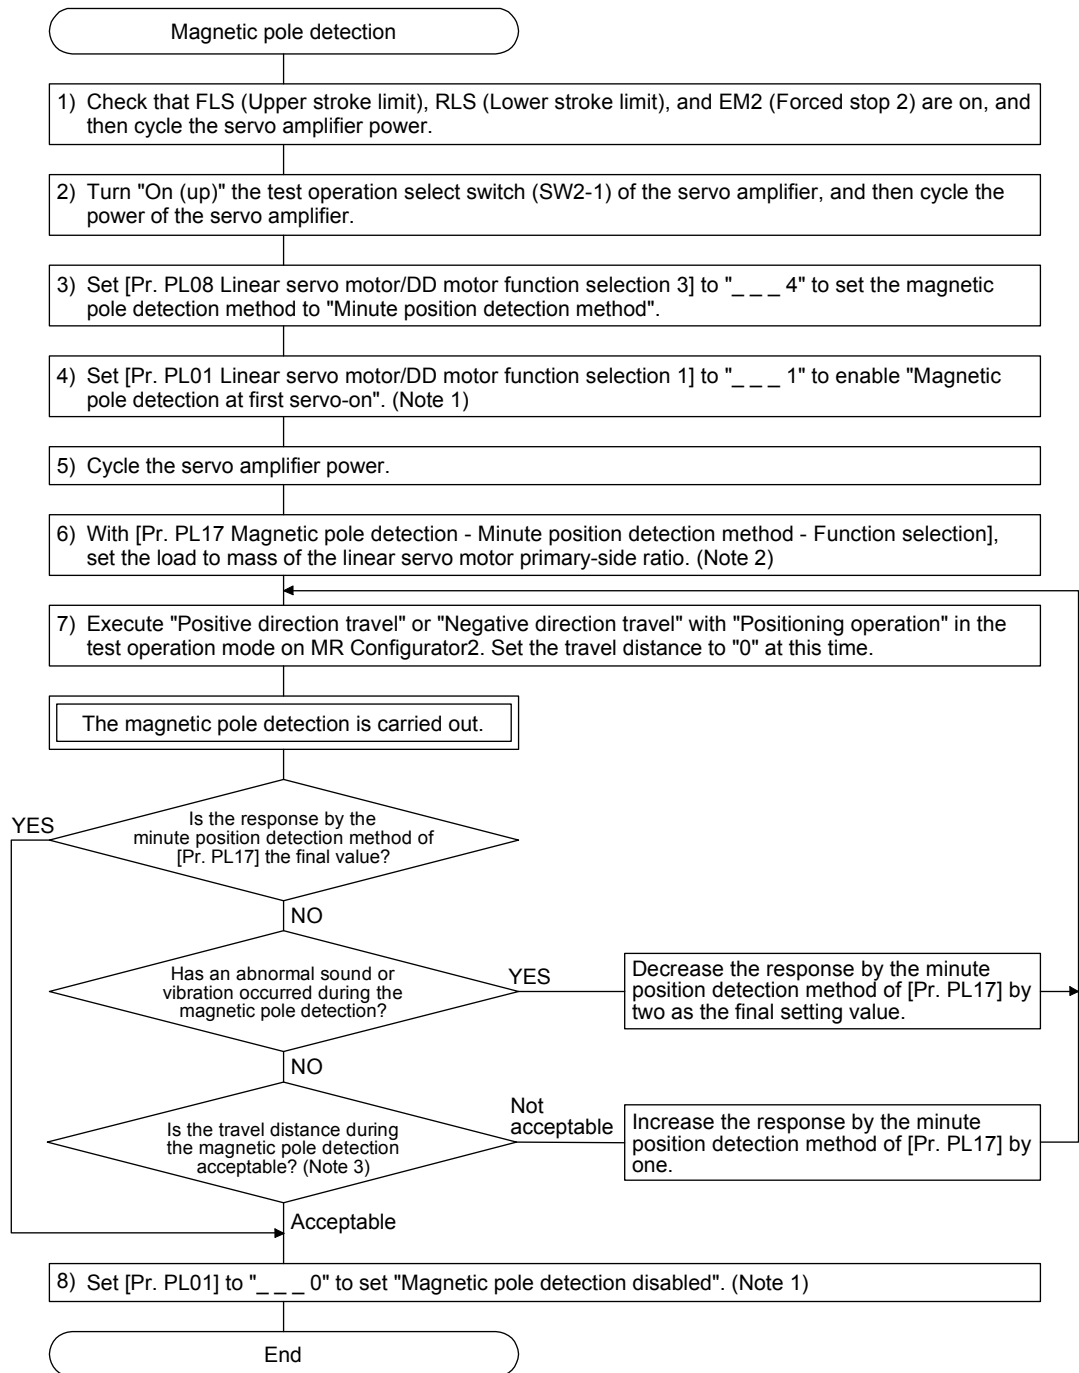 Magnetic pole detection
1) Check that FLS (Upper stroke limit), RLS (Lower stroke limit), and EM2 (Forced stop 2) are on, and
then cycle the servo amplifier power.
2) Turn "On (up)" the test operation select switch (SW2-1) of the servo amplifier, and then cycle the
power of the servo amplifier.
3) Set [Pr. PL08 Linear servo motor/DD motor function selection 3] to "_ _ _ 4" to set the magnetic
pole detection method to "Minute position detection method".
4) Set [Pr. PL01 Linear servo motor/DD motor function selection 1] to "_ _ _ 1" to enable "Magnetic
pole detection at first servo-on". (Note 1)
5) Cycle the servo amplifier power.
6) With [Pr. PL17 Magnetic pole detection - Minute position detection method - Function selection],
set the load to mass of the linear servo motor primary-side ratio. (Note 2)
7) Execute "Positive direction travel" or "Negative direction travel" with "Positioning operation" in the
test operation mode on MR Configurator2. Set the travel distance to "0" at this time.
The magnetic pole detection is carried out.
YES
Is the response by the
minute position detection method of
[Pr. PL17] the final value?
NO
Has an abnormal sound or
vibration occurred during the
magnetic pole detection?
YES
Decrease the response by the minute
position detection method of [Pr. PL17] by
two as the final setting value.
NO
Is the travel distance during
the magnetic pole detection
acceptable? (Note 3)
Not
acceptable
Increase the response by the minute
position detection method of [Pr. PL17] by
one.
Acceptable
8) Set [Pr. PL01] to "_ _ _ 0" to set "Magnetic pole detection disabled". (Note 1)
End